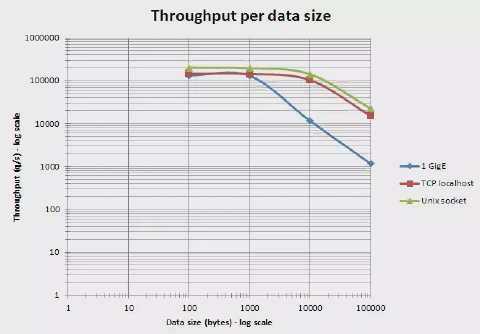 Throughput per data size
Throughput (q/s) - log scale
1000000
100000
10000
1000
100
10
1
1 10 100 1000 10000 100000
Data size (bytes) - log scale
1 GigE
TCP localhost
Unix socket